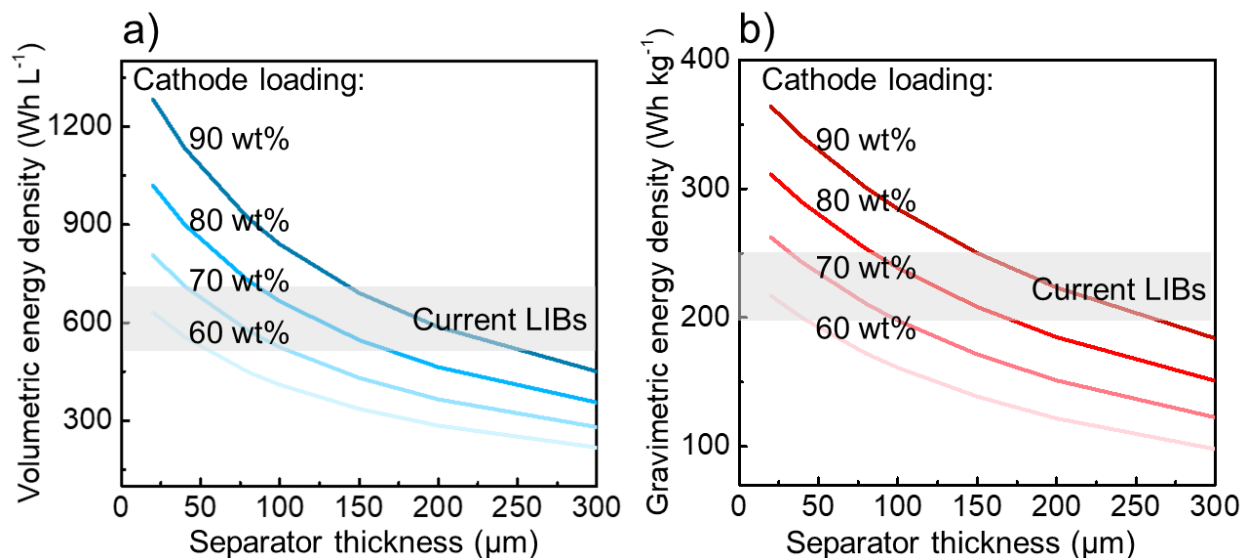 a)
Cathode loading:
90 wt%
80 wt%
70 wt%
60 wt%
Current LIBs
Volumetric energy density (Wh L⁻¹)
1200
900
600
300
0 50 100 150 200 250 300
Separator thickness (μm)
b)
Cathode loading:
90 wt%
80 wt%
70 wt%
60 wt%
Current LIBs
Gravimetric energy density (Wh kg⁻¹)
400
300
200
100
0 50 100 150 200 250 300
Separator thickness (μm)